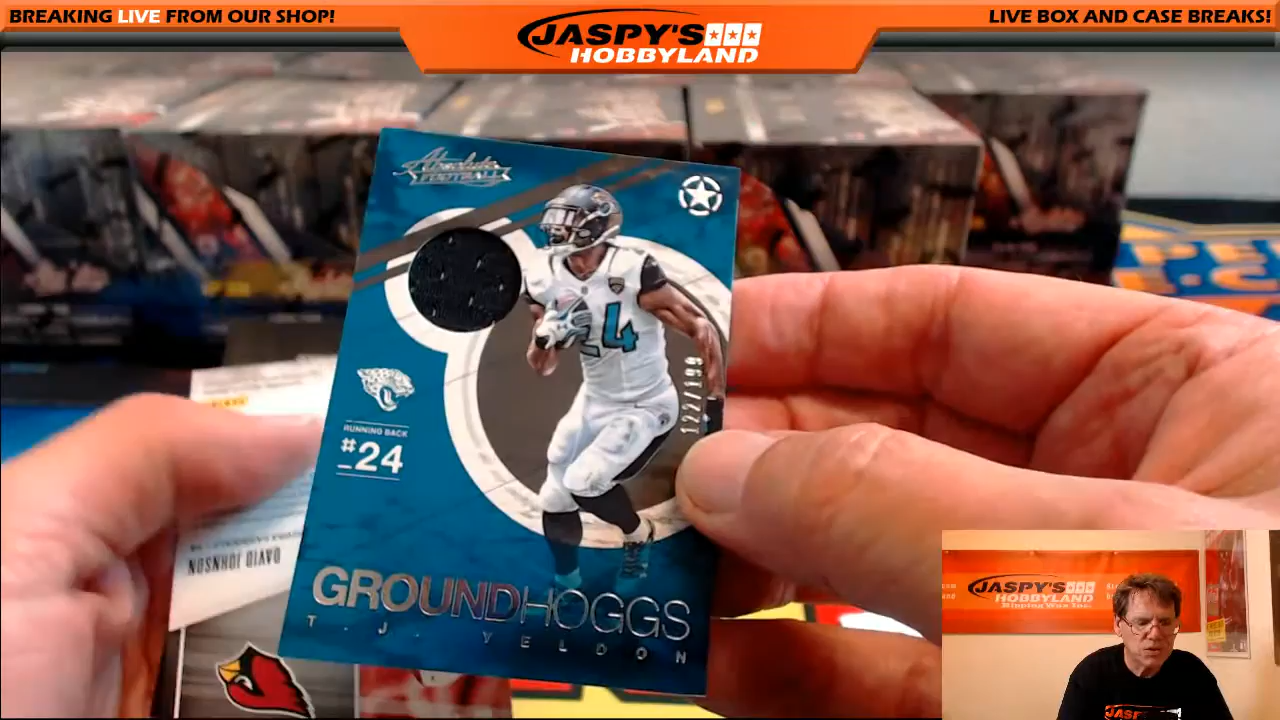 BREAKING LIVE FROM OUR SHOP!
JASPY'S
HOBBYLAND
LIVE BOX AND CASE BREAKS!
Absolute
FOOTBALL
24
122/199
RUNNING BACK
#24
DAVID JOHNSON
GROUNDHOGGS
T.J. YELDON
JASPY'S
HOBBYLAND
JASPY'S